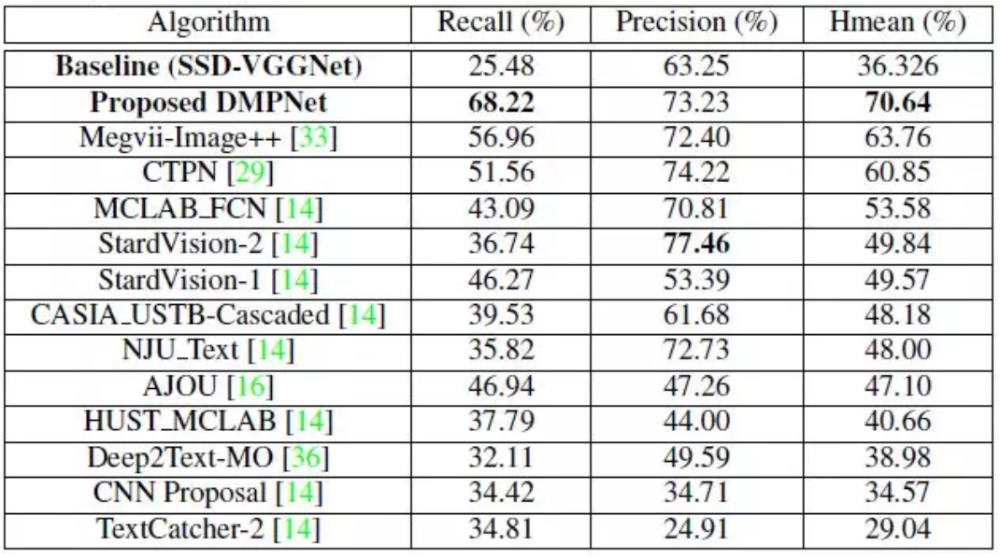 Algorithm Recall (%) Precision (%) Hmean (%)
Baseline (SSD-VGGNet) 25.48 63.25 36.326
Proposed DMPNet 68.22 73.23 70.64
Megvii-Image++ [33] 56.96 72.40 63.76
CTPN [29] 51.56 74.22 60.85
MCLAB_FCN [14] 43.09 70.81 53.58
StardVision-2 [14] 36.74 77.46 49.84
StardVision-1 [14] 46.27 53.39 49.57
CASIA_USTB-Cascaded [14] 39.53 61.68 48.18
NJU_Text [14] 35.82 72.73 48.00
AJOU [16] 46.94 47.26 47.10
HUST_MCLAB [14] 37.79 44.00 40.66
Deep2Text-MO [36] 32.11 49.59 38.98
CNN Proposal [14] 34.42 34.71 34.57
TextCatcher-2 [14] 34.81 24.91 29.04